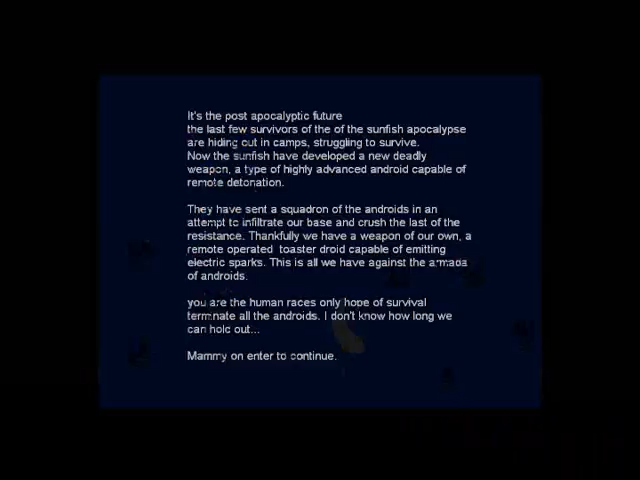 It's the post apocalyptic future
the last few survivors of the of the sunfish apocalypse
are hiding out in camps, struggling to survive.
Now the sunfish have developed a new deadly
weapon, a type of highly advanced android capable of
remote detonation.
They have sent a squadron of the androids in an
attempt to infiltrate our base and crush the last of the
resistance. Thankfully we have a weapon of our own, a
remote operated toaster droid capable of emitting
electric sparks. This is all we have against the armada
of androids.
you are the human races only hope of survival
terminate all the androids. I don't know how long we
can hold out...
Mammy on enter to continue.